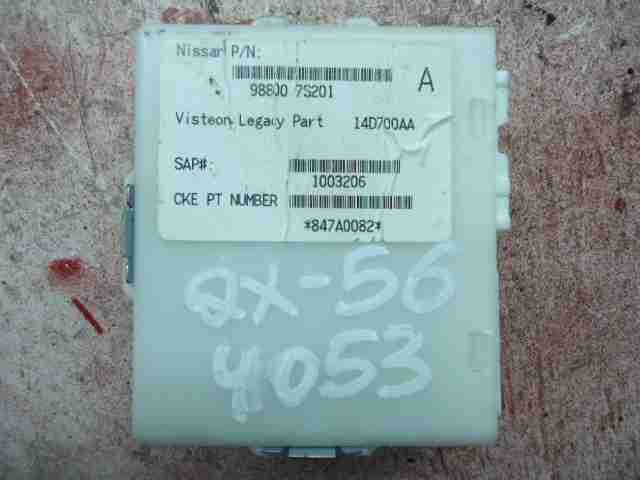 Nissan P/N:
98800 7S201
A
Visteon Legacy Part 14D700AA
SAP#:
1003206
CKE PT NUMBER
*847A0082*
QX-56
4053